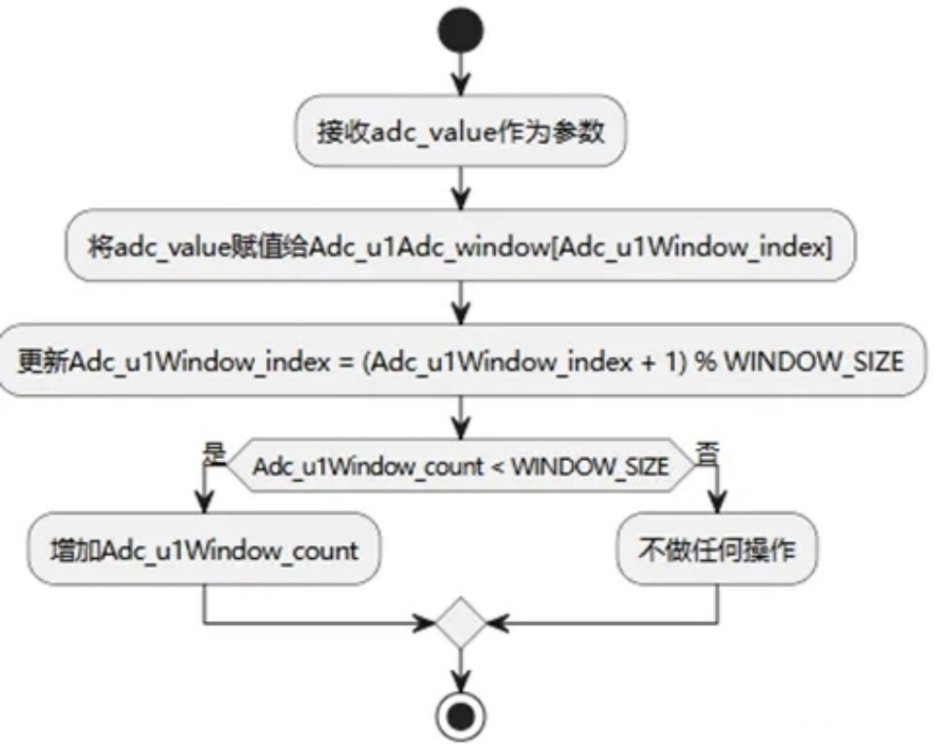 接收adc_value作为参数
将adc_value赋值给Adc_u1Adc_window[Adc_u1Window_index]
更新Adc_u1Window_index = (Adc_u1Window_index + 1) % WINDOW_SIZE
是
Adc_u1Window_count < WINDOW_SIZE
否
增加Adc_u1Window_count
不做任何操作